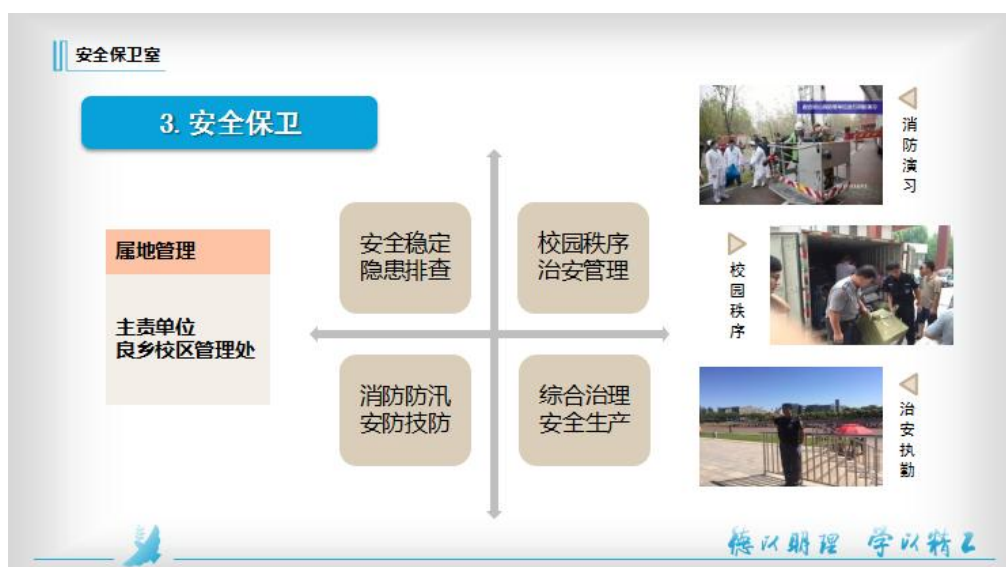 安全保卫室
3. 安全保卫
属地管理
主责单位
良乡校区管理处
安全稳定
隐患排查
校园秩序
治安管理
消防防汛
安防技防
综合治理
安全生产
消防演习
校园秩序
治安执勤
德以明理 学以精工